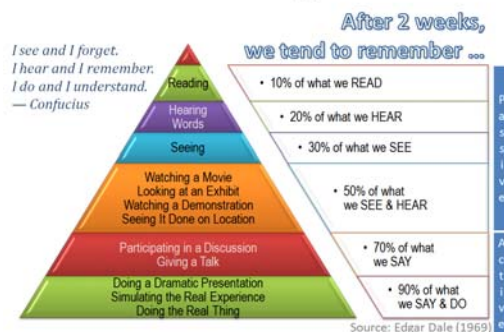 After 2 weeks,
we tend to remember ...
I see and I forget.
I hear and I remember.
I do and I understand.
— Confucius
Reading
• 10% of what we READ
Hearing
Words
• 20% of what we HEAR
Seeing
• 30% of what we SEE
Watching a Movie
Looking at an Exhibit
Watching a Demonstration
Seeing It Done on Location
• 50% of what
we SEE & HEAR
Participating in a Discussion
Giving a Talk
• 70% of what
we SAY
Doing a Dramatic Presentation
Simulating the Real Experience
Doing the Real Thing
• 90% of what
we SAY & DO
P
a
s
s
i
v
e
A
c
t
i
Source: Edgar Dale (1969)